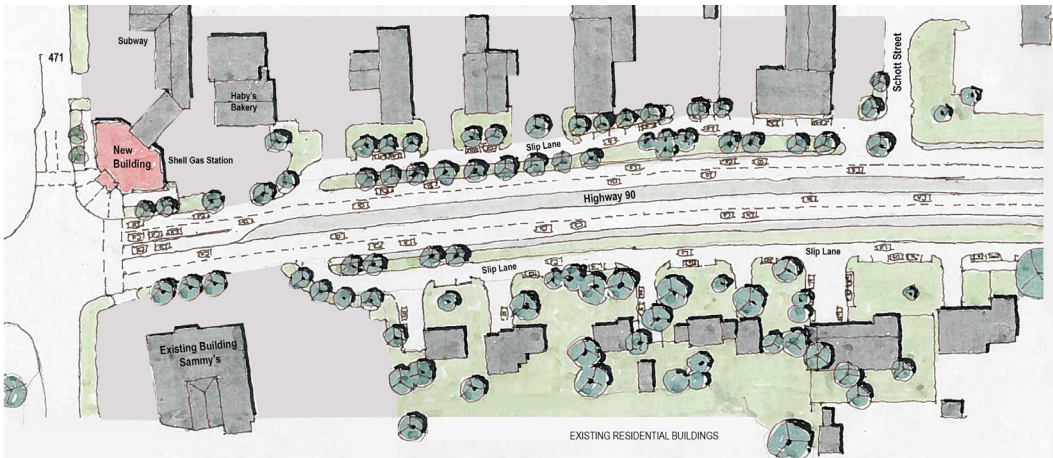 471
Subway
Haby's
Bakery
Schott Street
New
Building
Shell Gas Station
Slip Lane
Highway 90
Slip Lane
Slip Lane
Existing Building
Sammy's
EXISTING RESIDENTIAL BUILDINGS